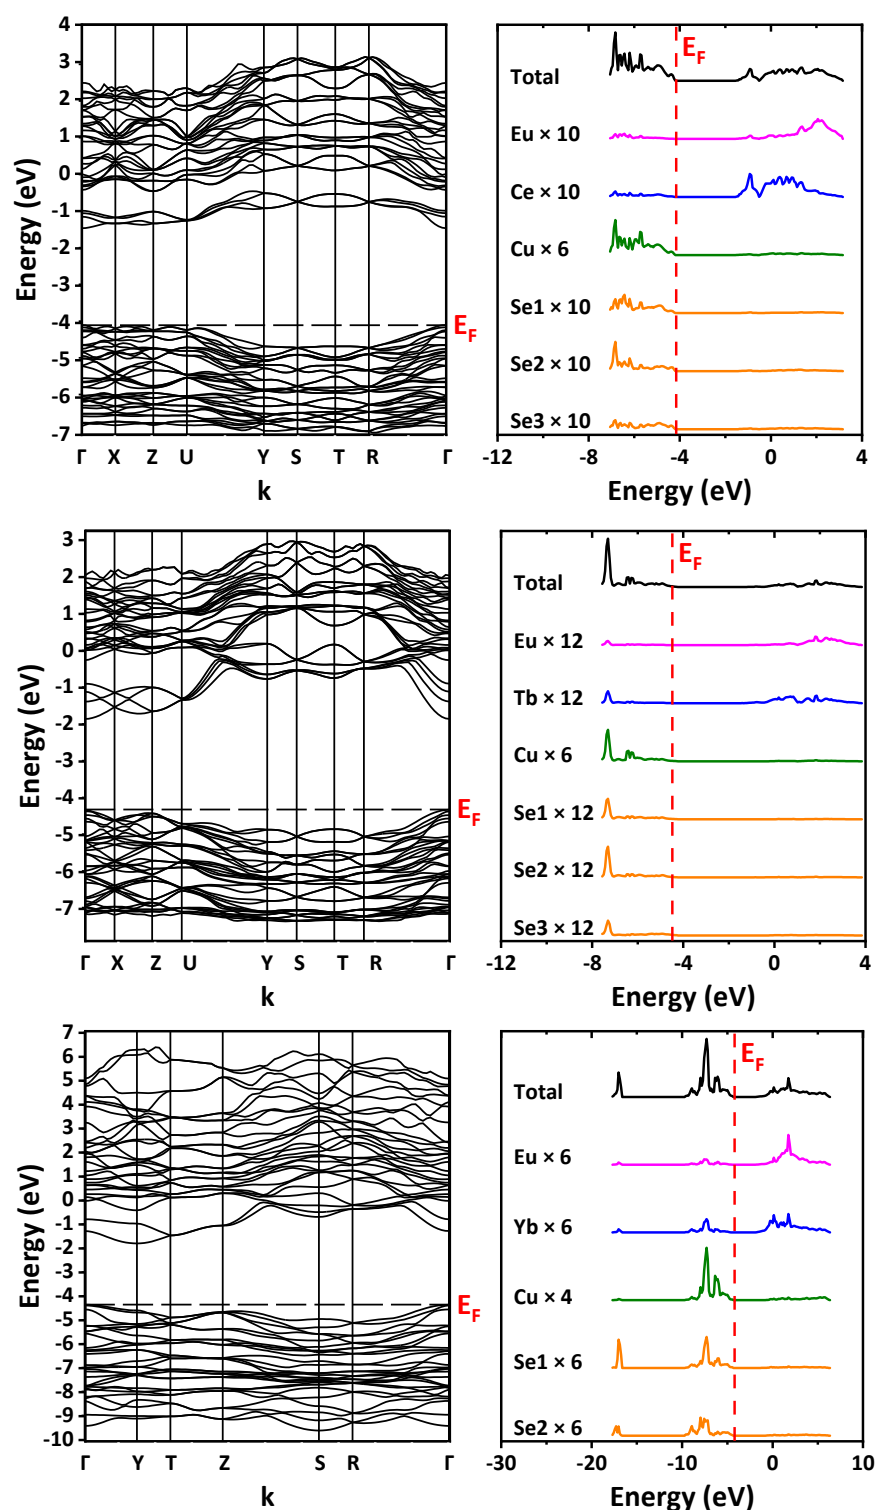 4
3
2
1
0
-1
-2
-3
-4
-5
-6
-7
Energy (eV)
E_F
Γ X Z U Y S T R Γ
k
E_F
Total
Eu × 10
Ce × 10
Cu × 6
Se1 × 10
Se2 × 10
Se3 × 10
-12 -8 -4 0 4
Energy (eV)
3
2
1
0
-1
-2
-3
-4
-5
-6
-7
Energy (eV)
E_F
Γ X Z U Y S T R Γ
k
E_F
Total
Eu × 12
Tb × 12
Cu × 6
Se1 × 12
Se2 × 12
Se3 × 12
-12 -8 -4 0 4
Energy (eV)
7
6
5
4
3
2
1
0
-1
-2
-3
-4
-5
-6
-7
-8
-9
-10
Energy (eV)
E_F
Γ Y T Z S R Γ
k
E_F
Total
Eu × 6
Yb × 6
Cu × 4
Se1 × 6
Se2 × 6
-30 -20 -10 0 10
Energy (eV)